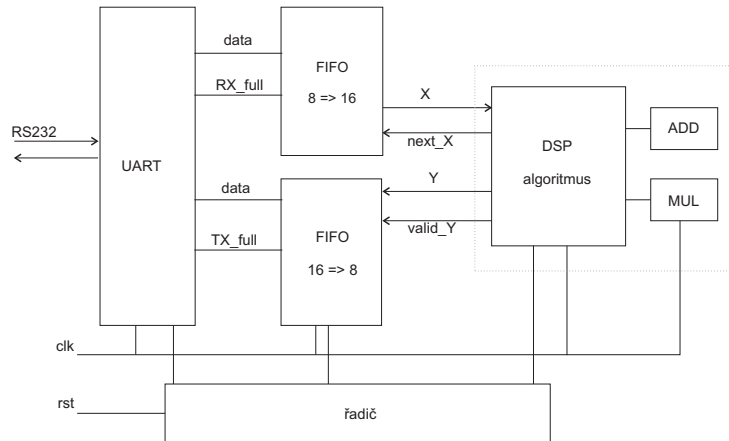 data
FIFO
RX_full
8 => 16
X
RS232
next_X
DSP
ADD
UART
algoritmus
data
Y
MUL
FIFO
valid_Y
TX_full
16 => 8
clk
rst
řadič